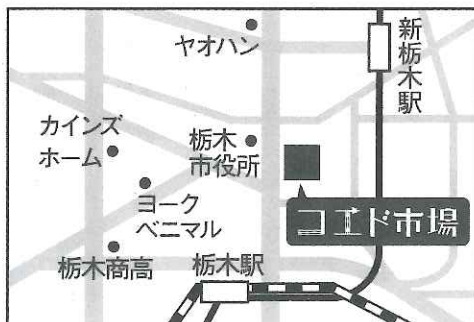 ヤオハン
新栃木駅
カインズ
ホーム
栃木
市役所
ヨーク
ベニマル
コエド市場
栃木商高
栃木駅